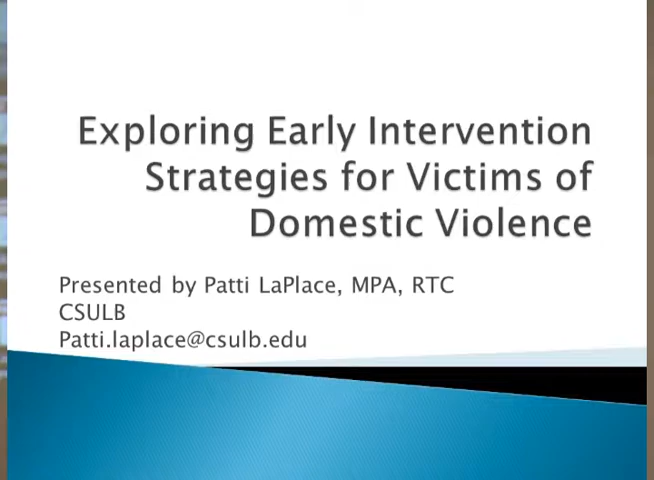 Exploring Early Intervention
Strategies for Victims of
Domestic Violence
Presented by Patti LaPlace, MPA, RTC
CSULB
Patti.laplace@csulb.edu